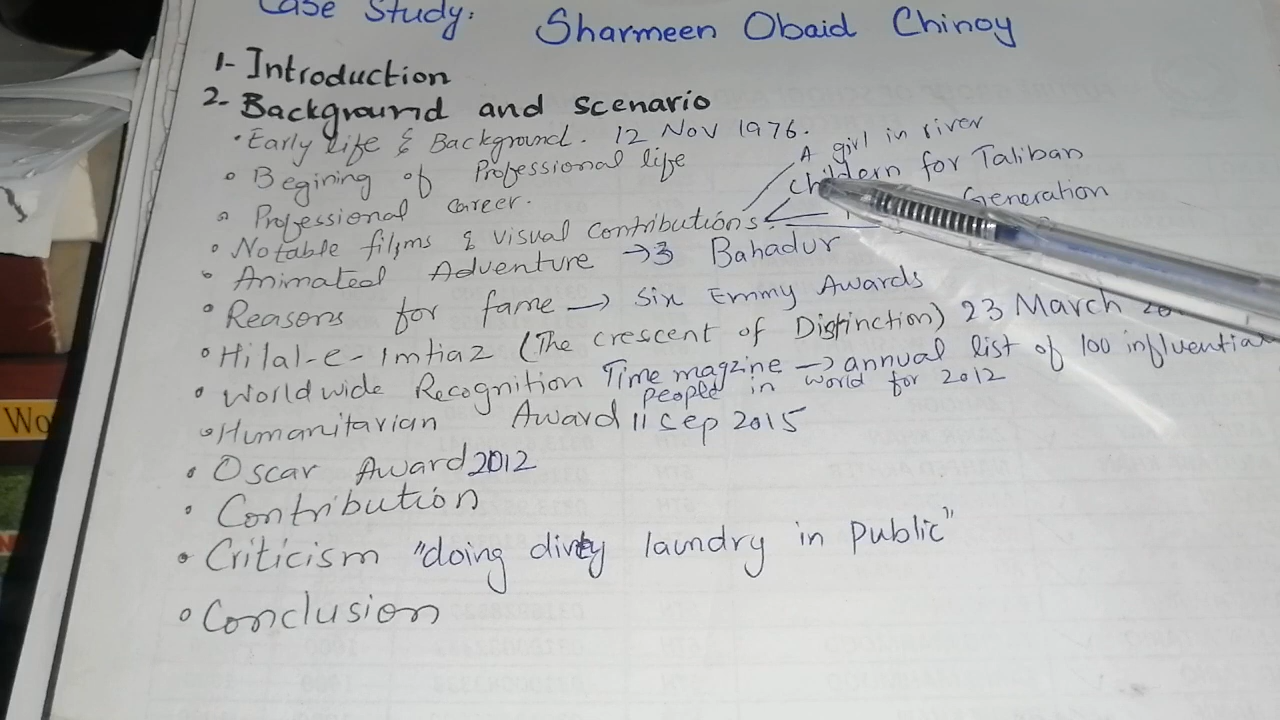 Case Study: Sharmeen Obaid Chinoy
1- Introduction
2- Background and scenario
• Early life & Background. 12 Nov 1976.
• Begining of Professional life
• Professional Career.
• Notable films & visual contributions.
A girl in river
Childern for Taliban
Generation
• Animated Adventure → 3 Bahadur
• Reasons for fame → Six Emmy Awards
• Hilal-e-Imtiaz (The crescent of Distinction) 23 March
• Worldwide Recognition Time magzine → annual list of 100 influential
people in world for 2012
• Humanitarian Award 11 Sep 2015
• Oscar Award 2012
• Contribution
• Criticism "doing dirty laundry in public"
• Conclusion
Wo